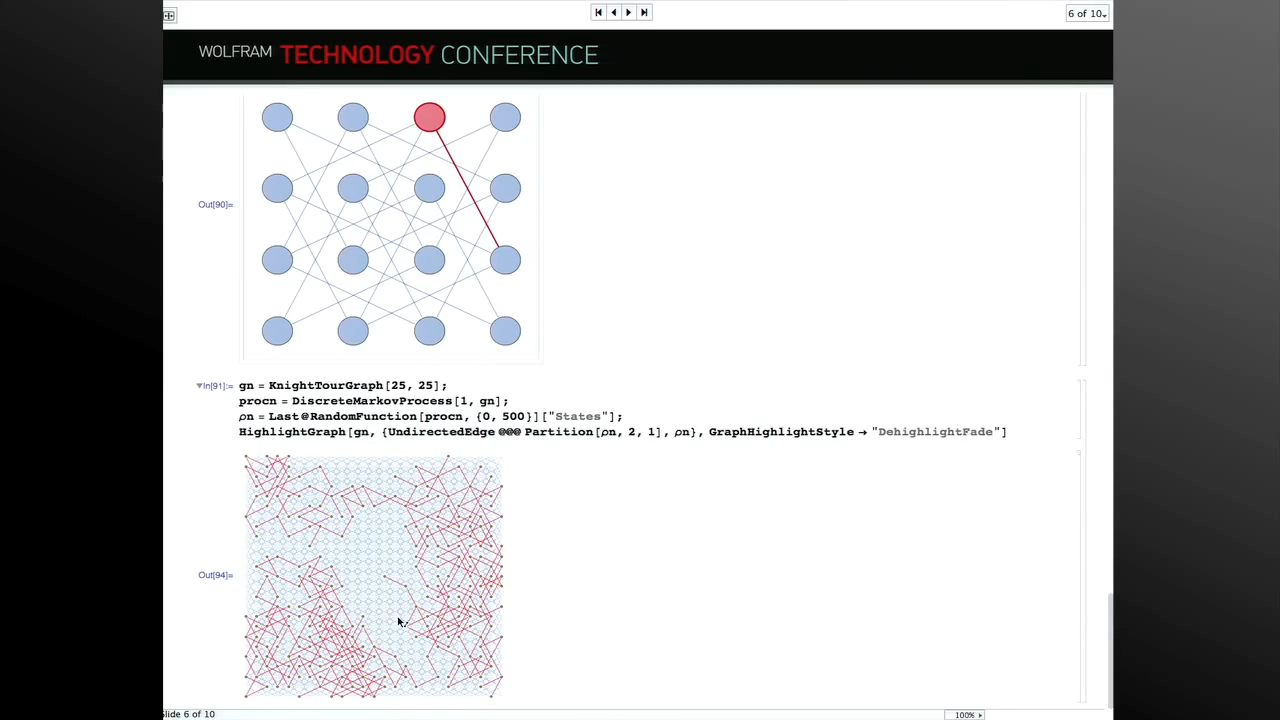 6 of 10
WOLFRAM TECHNOLOGY CONFERENCE
Out[90]=
In[91]:= gn = KnightTourGraph[25, 25];
procn = DiscreteMarkovProcess[1, gn];
ρn = Last@RandomFunction[procn, {0, 500}]["States"];
HighlightGraph[gn, {UndirectedEdge @@@ Partition[ρn, 2, 1], ρn}, GraphHighlightStyle → "DehighlightFade"]
Out[94]=
Slide 6 of 10
100%